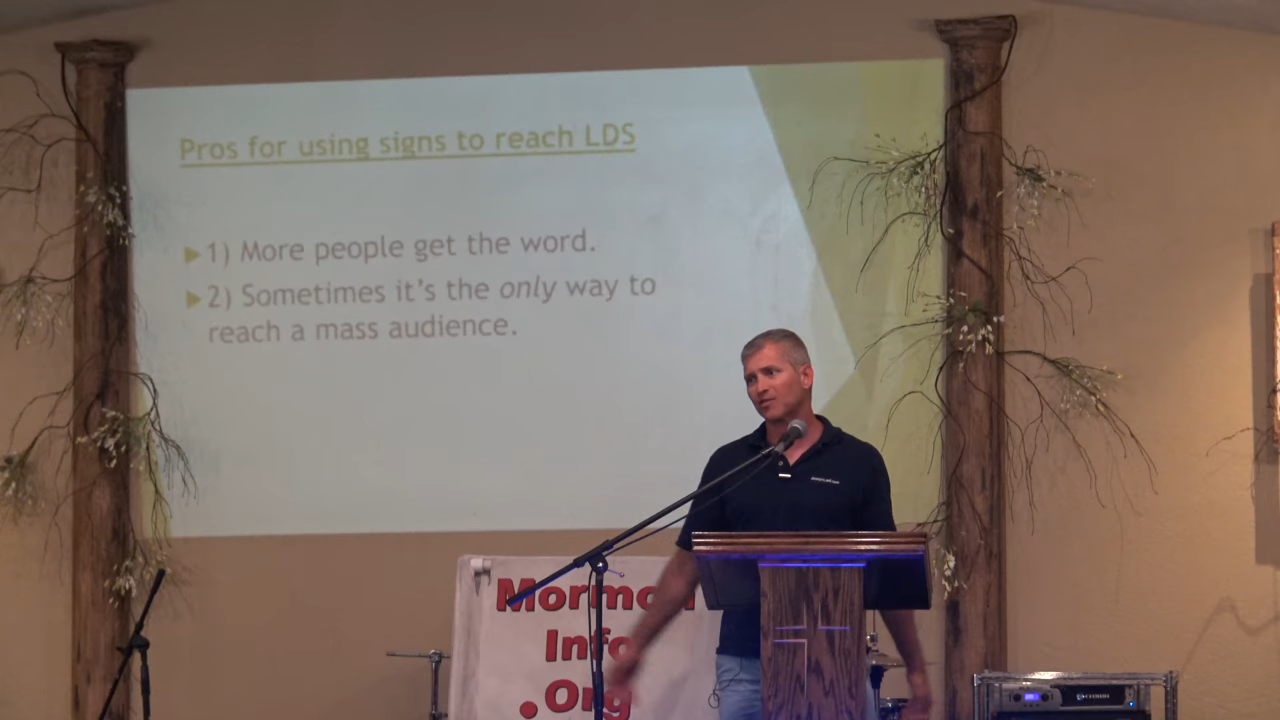 Pros for using signs to reach LDS
1) More people get the word.
2) Sometimes it's the only way to
reach a mass audience.
Mormon
Info
.Org